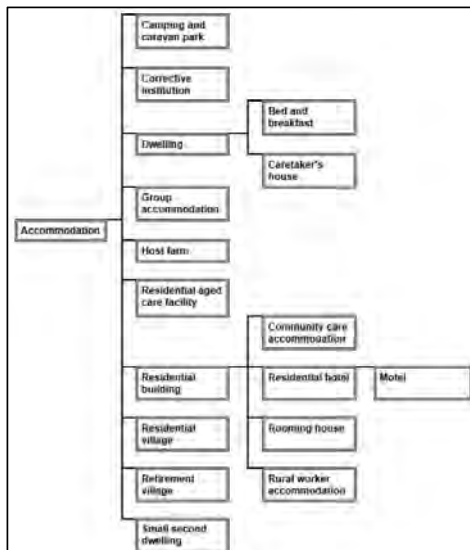 Camping and
caravan park
Corrective
institution
Dwelling
Bed and
breakfast
Caretaker's
house
Group
accommodation
Accommodation
Host farm
Residential aged
care facility
Community care
accommodation
Residential
building
Residential hotel
Motel
Residential
village
Rooming house
Retirement
village
Rural worker
accommodation
Small second
dwelling